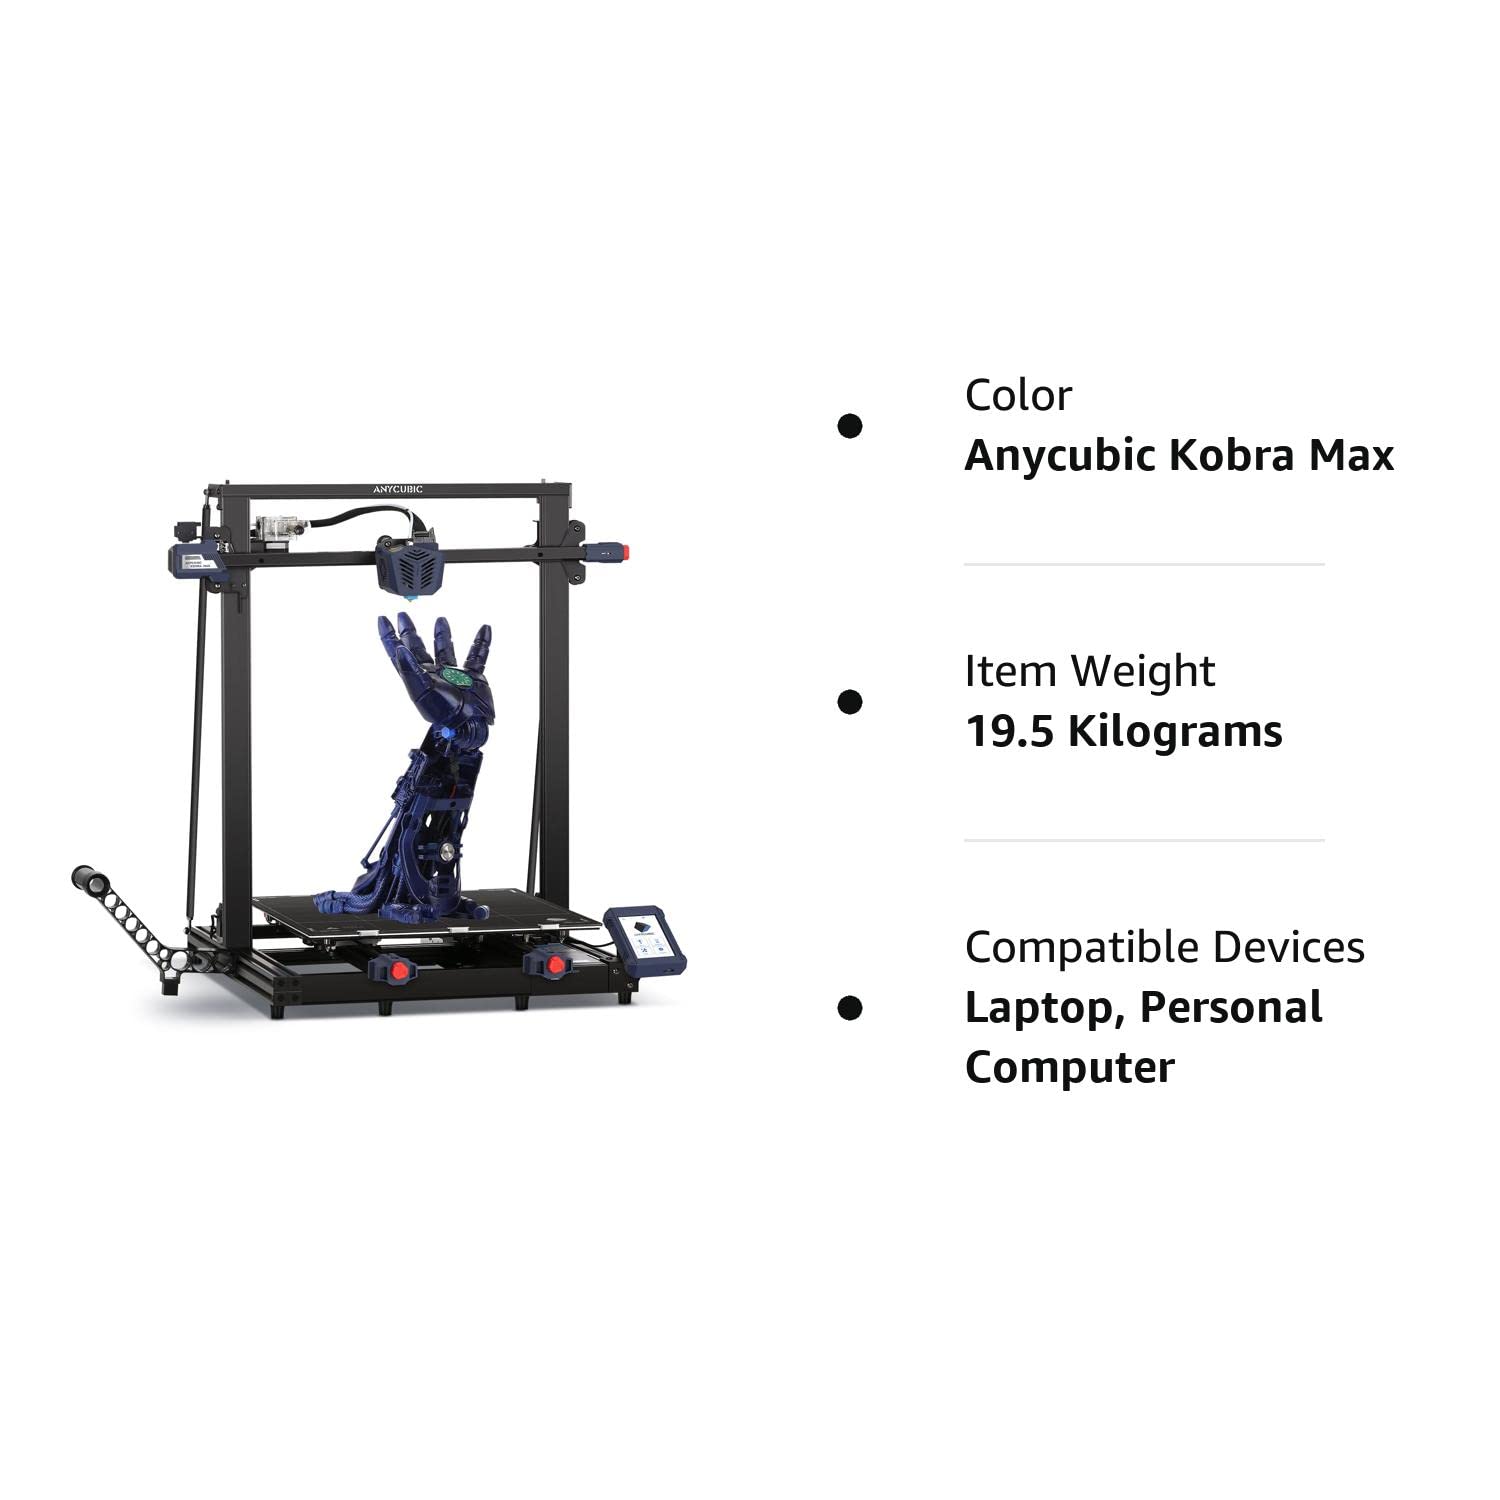 ANYCUBIC
Color
Anycubic Kobra Max
Item Weight
19.5 Kilograms
Compatible Devices
Laptop, Personal
Computer